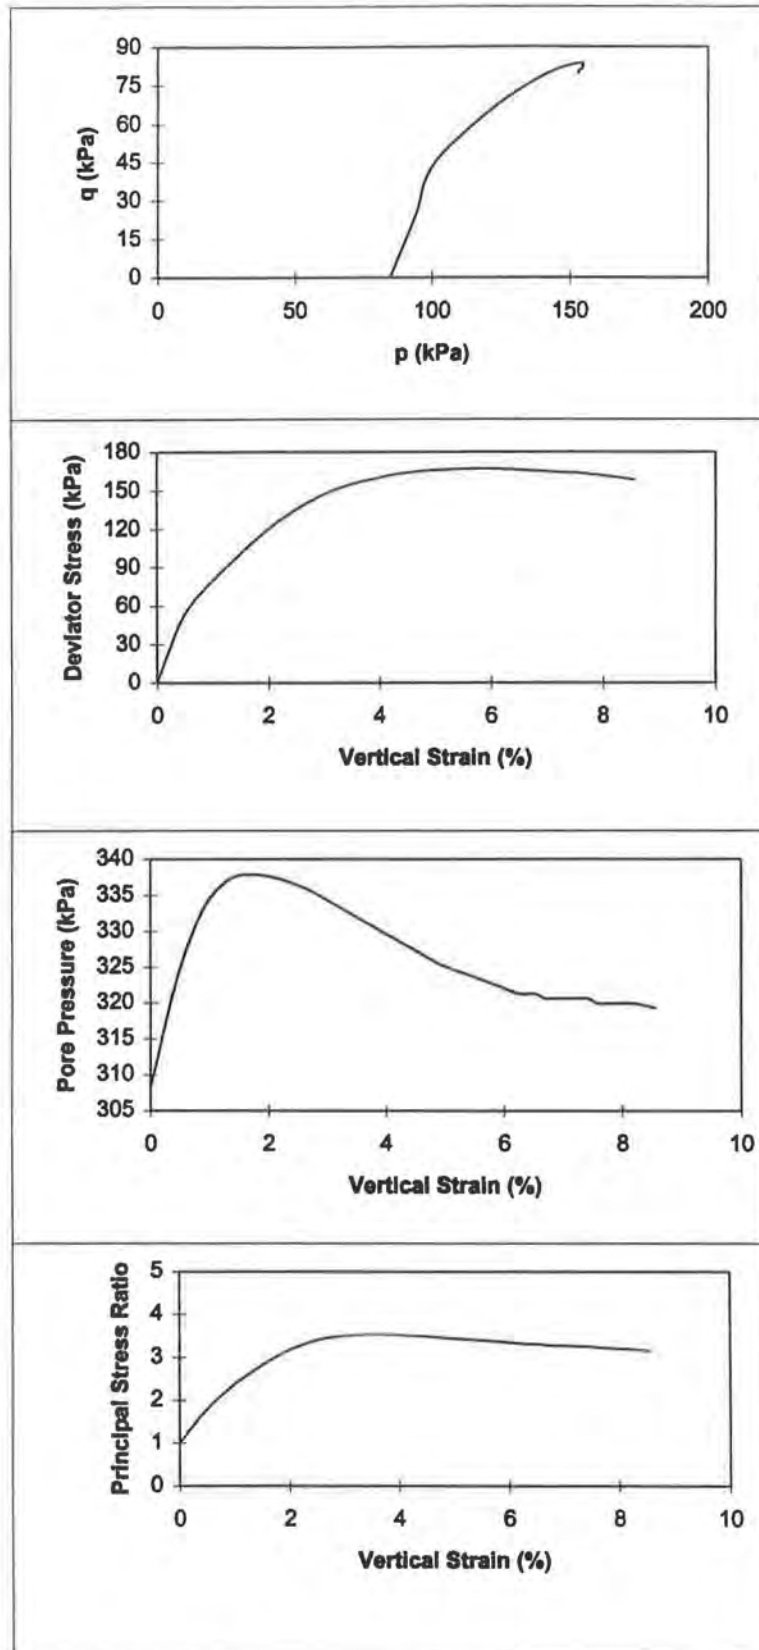 90
75
60
45
30
15
0
q (kPa)
0 50 100 150 200
p (kPa)
180
150
120
90
60
30
0
Deviator Stress (kPa)
0 2 4 6 8 10
Vertical Strain (%)
340
335
330
325
320
315
310
305
Pore Pressure (kPa)
0 2 4 6 8 10
Vertical Strain (%)
5
4
3
2
1
0
Principal Stress Ratio
0 2 4 6 8 10
Vertical Strain (%)